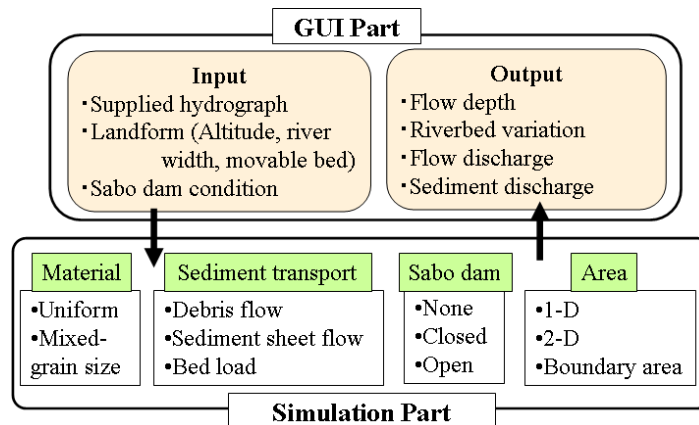 GUI Part
Input
・Supplied hydrograph
・Landform (Altitude, river
width, movable bed)
・Sabo dam condition
Output
・Flow depth
・Riverbed variation
・Flow discharge
・Sediment discharge
Material
•Uniform
•Mixed-
grain size
Sediment transport
•Debris flow
•Sediment sheet flow
•Bed load
Sabo dam
•None
•Closed
•Open
Area
•1-D
•2-D
•Boundary area
Simulation Part